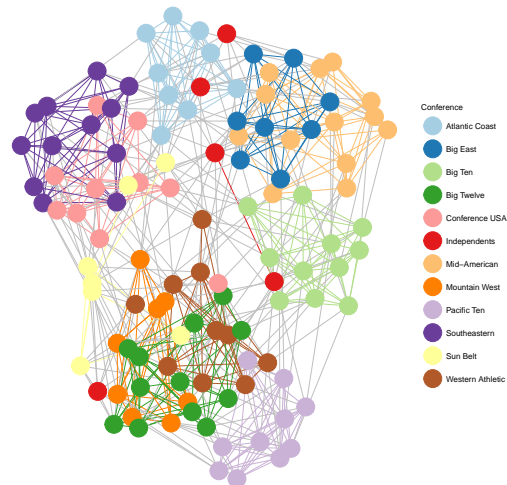 Conference
Atlantic Coast
Big East
Big Ten
Big Twelve
Conference USA
Independents
Mid−American
Mountain West
Pacific Ten
Southeastern
Sun Belt
Western Athletic